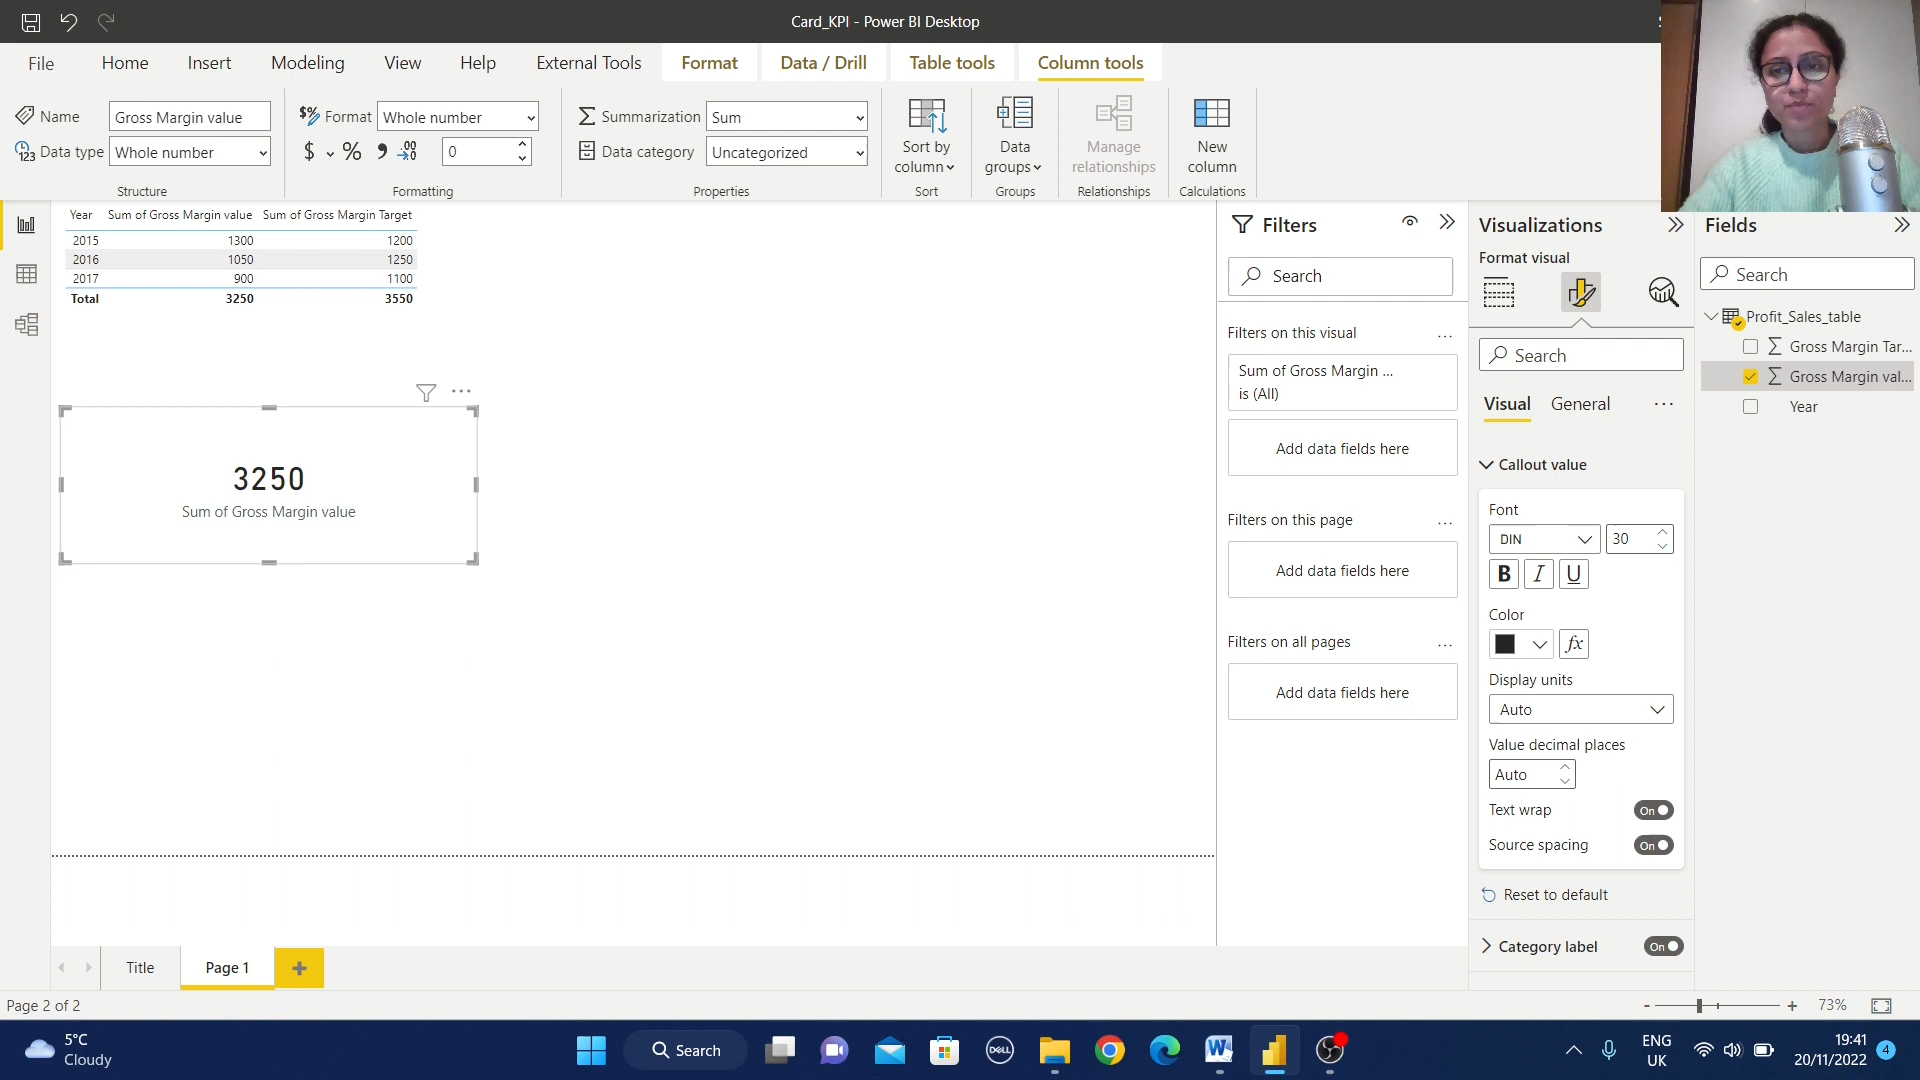 Card_KPI - Power BI Desktop
File Home Insert Modeling View Help External Tools Format Data / Drill Table tools Column tools
Name Gross Margin value
Data type Whole number
Structure
Format Whole number
$ % 0
Formatting
Summarization Sum
Data category Uncategorized
Properties
Sort by
column
Sort
Data
groups
Groups
Manage
relationships
Relationships
New
column
Calculations
Year Sum of Gross Margin value Sum of Gross Margin Target
2015 1300 1200
2016 1050 1250
2017 900 1100
Total 3250 3550
3250
Sum of Gross Margin value
Filters
Search
Filters on this visual
Sum of Gross Margin ...
is (All)
Add data fields here
Filters on this page
Add data fields here
Filters on all pages
Add data fields here
Visualizations
Format visual
Search
Visual General
Callout value
Font
DIN 30
B I U
Color
fx
Display units
Auto
Value decimal places
Auto
Text wrap On
Source spacing On
Reset to default
Category label On
Fields
Search
Profit_Sales_table
Gross Margin Tar...
Gross Margin val...
Year
Title Page 1
Page 2 of 2
- + 73%
5°C
Cloudy
Search
DELL
ENG
UK
19:41
20/11/2022
4